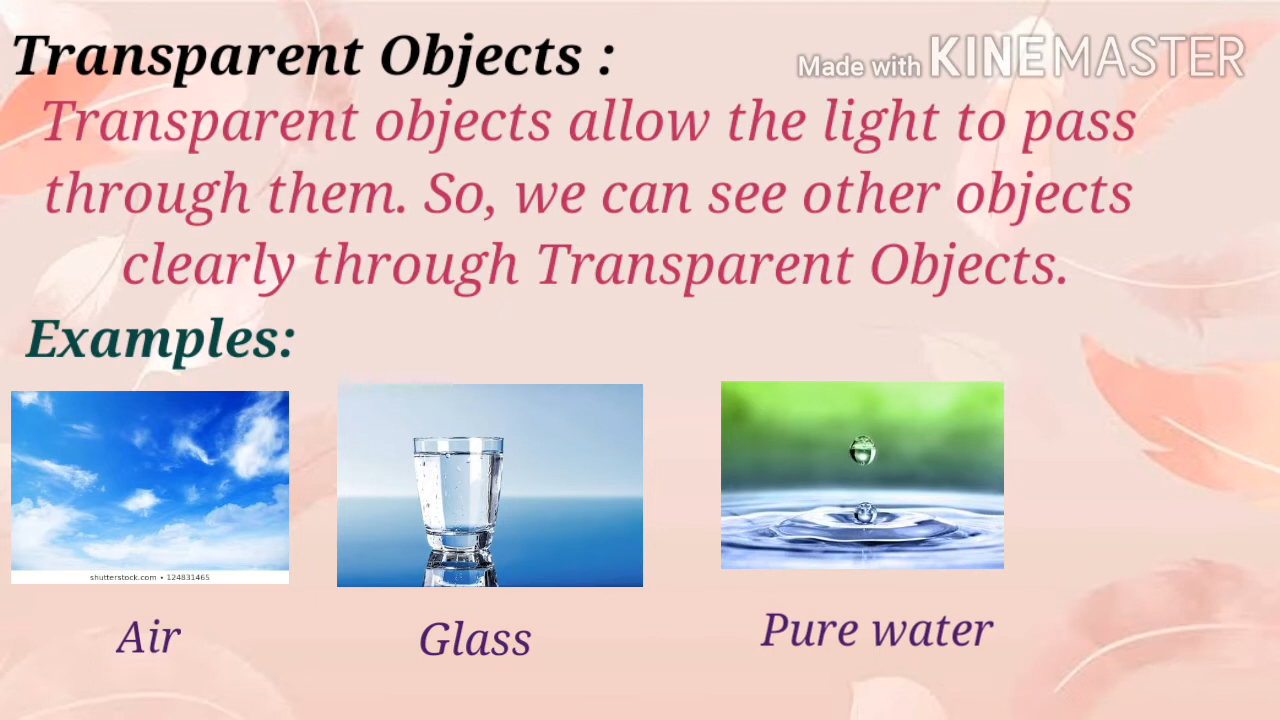 Transparent Objects :
Made with KINEMASTER
Transparent objects allow the light to pass
through them. So, we can see other objects
clearly through Transparent Objects.
Examples:
shutterstock.com • 124831465
Air
Glass
Pure water